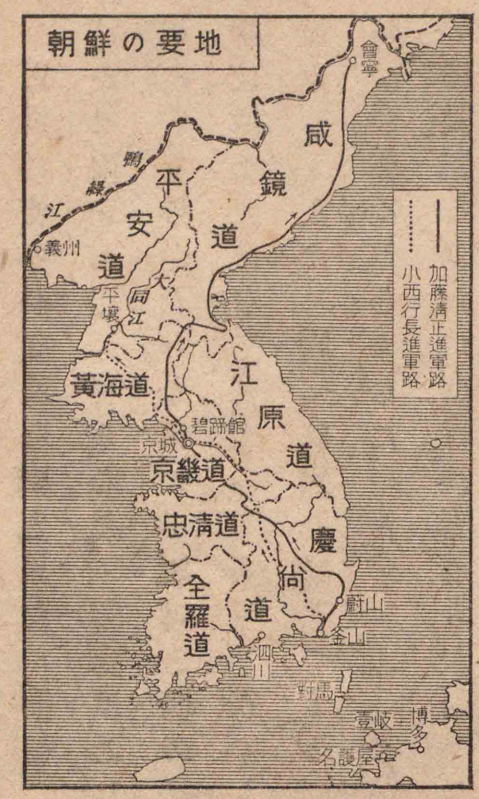 朝鮮の要地
會寧
咸鏡道
鴨綠江
平安道
義州
大同江
平壤
加藤淸正進軍路
小西行長進軍路
黃海道
江原道
碧蹄館
京城
京畿道
忠淸道
慶尙道
全羅道
蔚山
釜山
泗川
對馬
壹岐
博多
名護屋